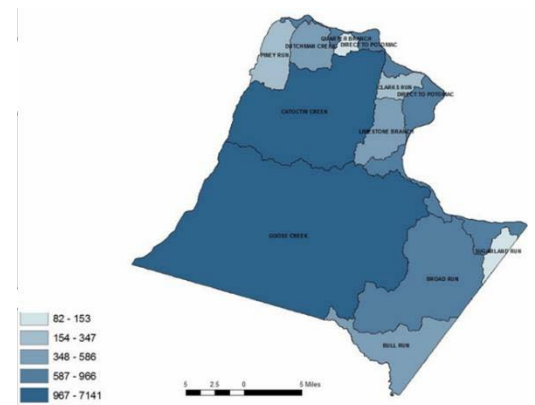 QUARTER BRANCH
DUTCHMAN CREEK
DIRECT TO POTOMAC
PINEY RUN
CLARKS RUN
DIRECT TO POTOMAC
CATOCTIN CREEK
LIMESTONE BRANCH
GOOSE CREEK
SUGARLAND RUN
BROAD RUN
BULL RUN
82 - 153
154 - 347
348 - 586
587 - 966
967 - 7141
5 2.5 0 5 Miles